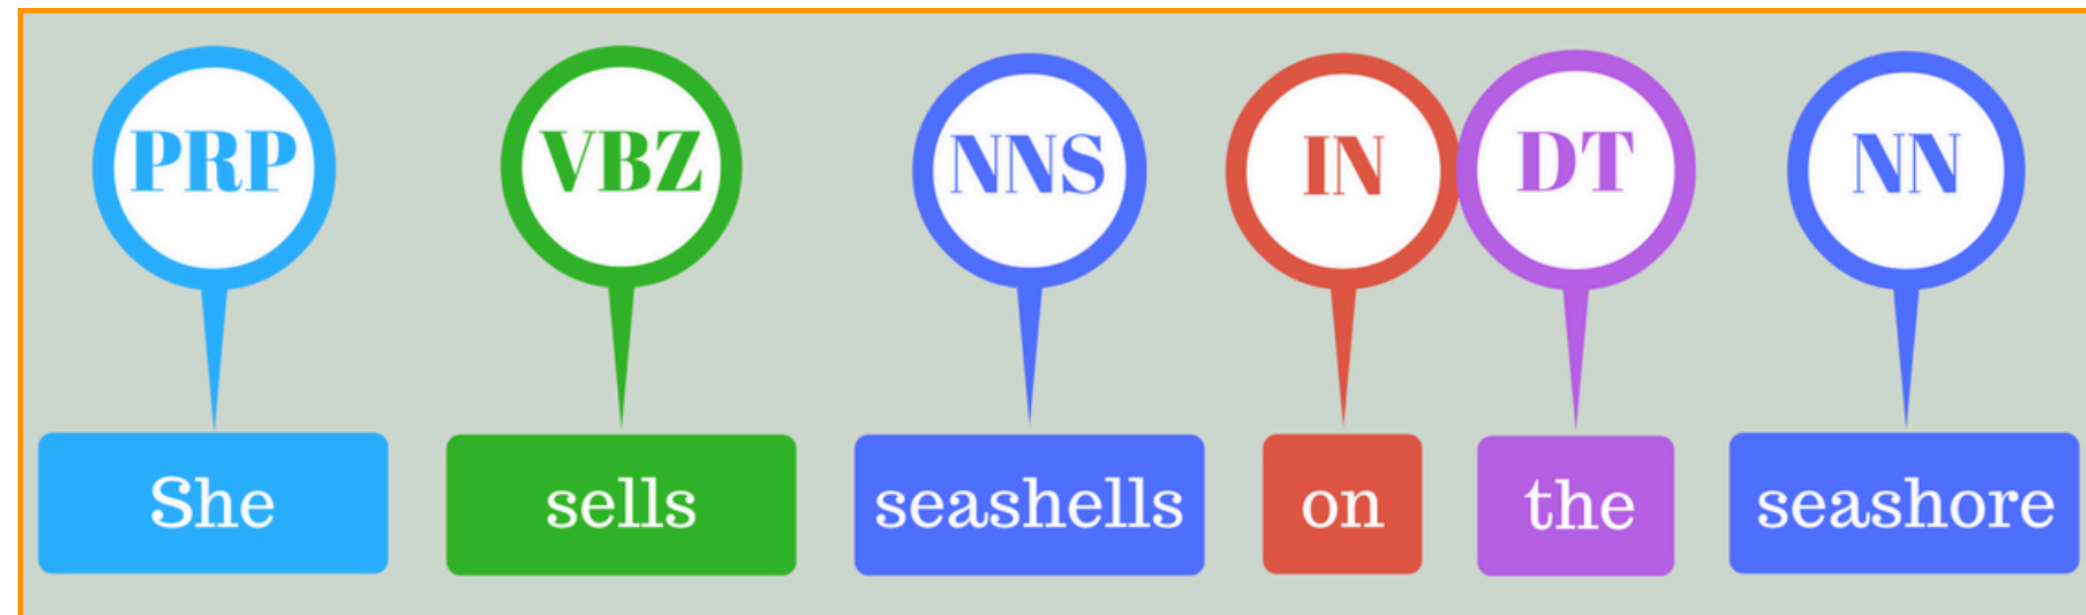 PRP VBZ NNS IN DT NN
She sells seashells on the seashore